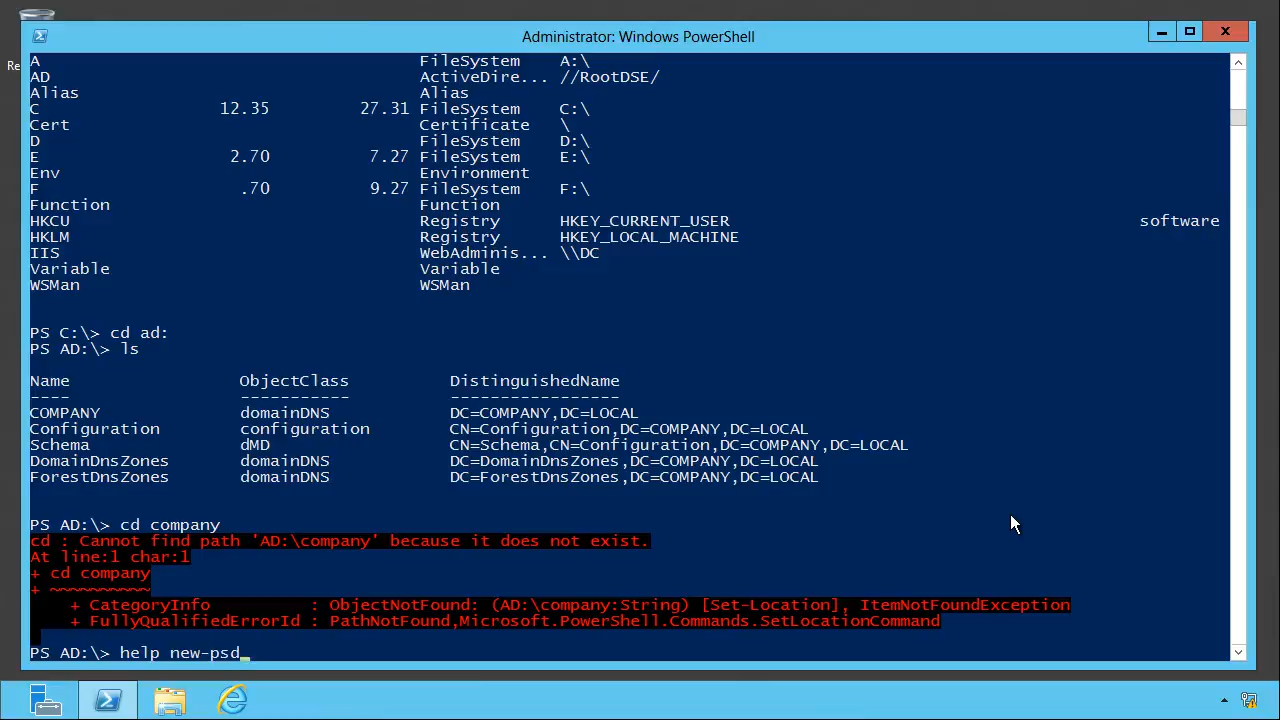 Administrator: Windows PowerShell
Re
A FileSystem A:\
AD ActiveDire... //RootDSE/
Alias Alias
C 12.35 27.31 FileSystem C:\
Cert Certificate \
D FileSystem D:\
E 2.70 7.27 FileSystem E:\
Env Environment
F .70 9.27 FileSystem F:\
Function Function
HKCU Registry HKEY_CURRENT_USER software
HKLM Registry HKEY_LOCAL_MACHINE
IIS WebAdminis... \\DC
Variable Variable
WSMan WSMan
PS C:\> cd ad:
PS AD:\> ls
Name ObjectClass DistinguishedName
---- ----------- -----------------
COMPANY domainDNS DC=COMPANY,DC=LOCAL
Configuration configuration CN=Configuration,DC=COMPANY,DC=LOCAL
Schema dMD CN=Schema,CN=Configuration,DC=COMPANY,DC=LOCAL
DomainDnsZones domainDNS DC=DomainDnsZones,DC=COMPANY,DC=LOCAL
ForestDnsZones domainDNS DC=ForestDnsZones,DC=COMPANY,DC=LOCAL
PS AD:\> cd company
cd : Cannot find path 'AD:\company' because it does not exist.
At line:1 char:1
+ cd company
+ ~~~~~~~~~~
+ CategoryInfo : ObjectNotFound: (AD:\company:String) [Set-Location], ItemNotFoundException
+ FullyQualifiedErrorId : PathNotFound,Microsoft.PowerShell.Commands.SetLocationCommand
PS AD:\> help new-psd_